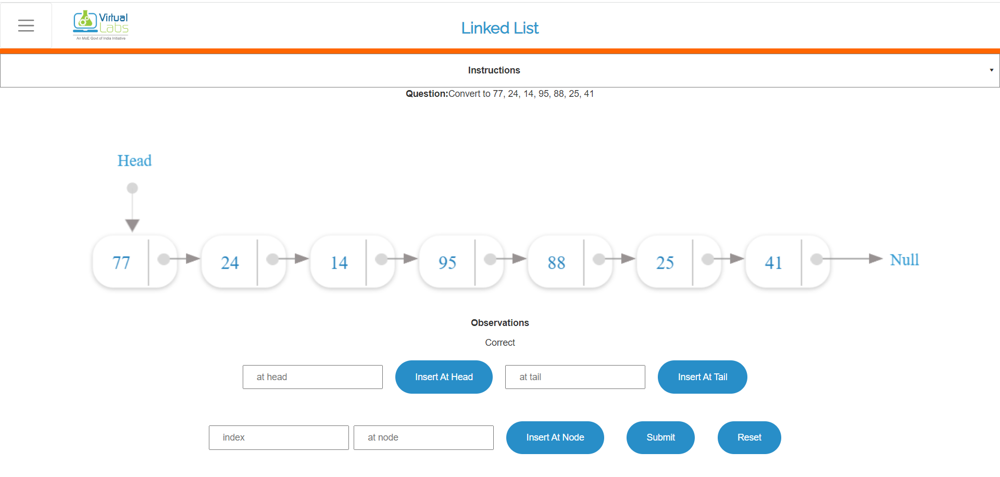 Virtual
Labs
An MoE Govt of India Initiative
Linked List
Instructions
Question:Convert to 77, 24, 14, 95, 88, 25, 41
Head
77 24 14 95 88 25 41 Null
Observations
Correct
at head Insert At Head at tail Insert At Tail
index at node Insert At Node Submit Reset